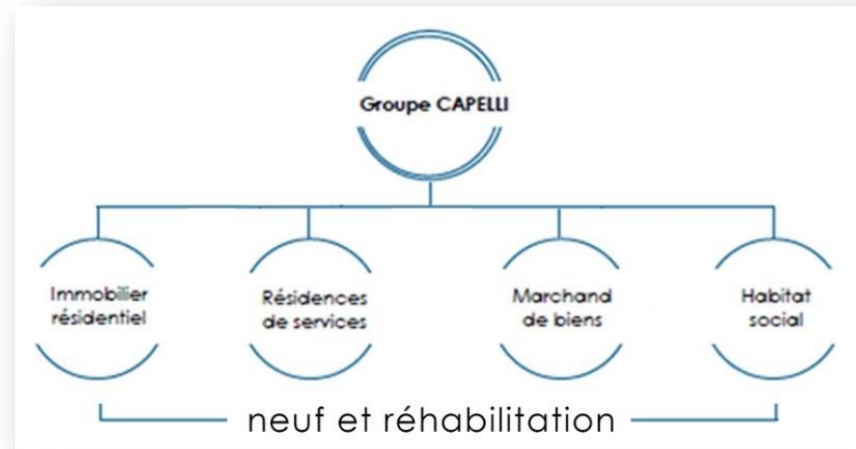 Groupe CAPELLI
Immobilier
résidentiel
Résidences
de services
Marchand
de biens
Habitat
social
neuf et réhabilitation